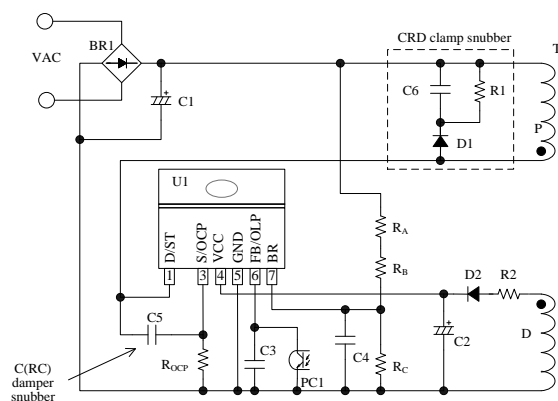 CRD clamp snubber
T
VAC
BR1
C1
C6
R1
D1
P
U1
D/ST
S/OCP
VCC
GND
FB/OLP
BR
1
3
4
5
6
7
RA
RB
D2
R2
C5
C(RC)
damper
snubber
ROCP
C3
PC1
C4
RC
C2
D